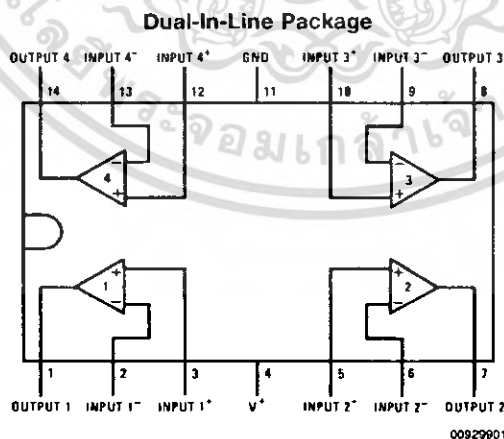 Dual-In-Line Package
OUTPUT 4 INPUT 4⁻ INPUT 4⁺ GND INPUT 3⁺ INPUT 3⁻ OUTPUT 3
14 13 12 11 10 9 8
4 3
1 2
1 2 3 4 5 6 7
OUTPUT 1 INPUT 1⁻ INPUT 1⁺ V⁺ INPUT 2⁺ INPUT 2⁻ OUTPUT 2
00929901